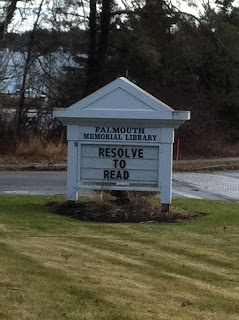 FALMOUTH
MEMORIAL LIBRARY
RESOLVE
TO
READ